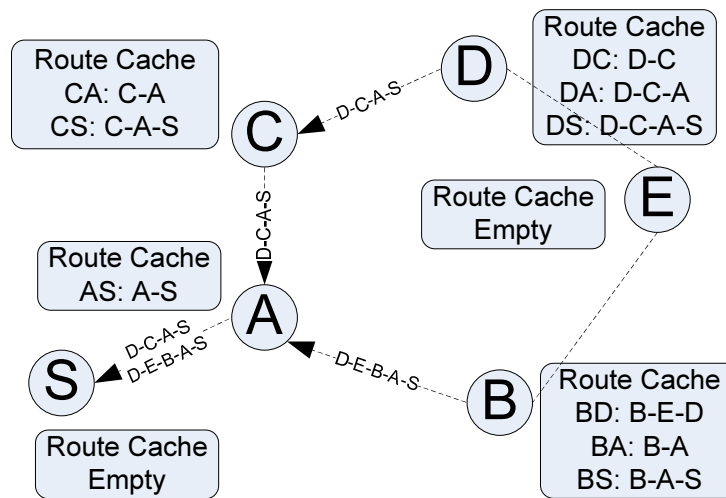 Route Cache
CA: C-A
CS: C-A-S
D
Route Cache
DC: D-C
DA: D-C-A
DS: D-C-A-S
D-C-A-S
C
Route Cache
Empty
E
D-C-A-S
Route Cache
AS: A-S
A
D-C-A-S
D-E-B-A-S
S
D-E-B-A-S
B
Route Cache
BD: B-E-D
BA: B-A
BS: B-A-S
Route Cache
Empty